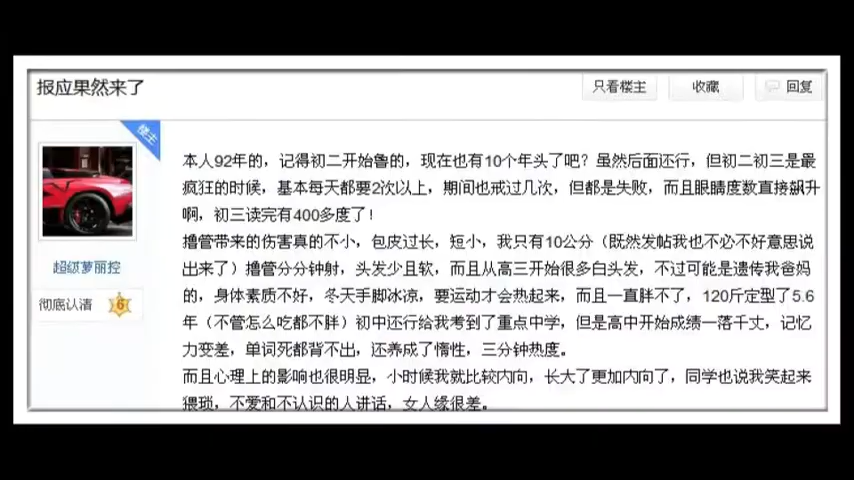 报应果然来了
只看楼主
收藏
回复
楼主
本人92年的，记得初二开始鲁的，现在也有10个年头了吧？虽然后面还行，但初二初三是最
疯狂的时候，基本每天都要2次以上，期间也戒过几次，但都是失败，而且眼睛度数直接飙升
啊，初三读完有400多度了！
撸管带来的伤害真的不小，包皮过长，短小，我只有10公分（既然发帖我也不必不好意思说
出来了）撸管分分钟射，头发少且软，而且从高三开始很多白头发，不过可能是遗传我爸妈
的，身体素质不好，冬天手脚冰凉，要运动才会热起来，而且一直胖不了，120斤定型了5.6
年（不管怎么吃都不胖）初中还行给我考到了重点中学，但是高中开始成绩一落千丈，记忆
力变差，单词死都背不出，还养成了惰性，三分钟热度。
而且心理上的影响也很明显，小时候我就比较内向，长大了更加内向了，同学也说我笑起来
猥琐，不爱和不认识的人讲话，女人缘很差。
超级萝丽控
彻底认清
6